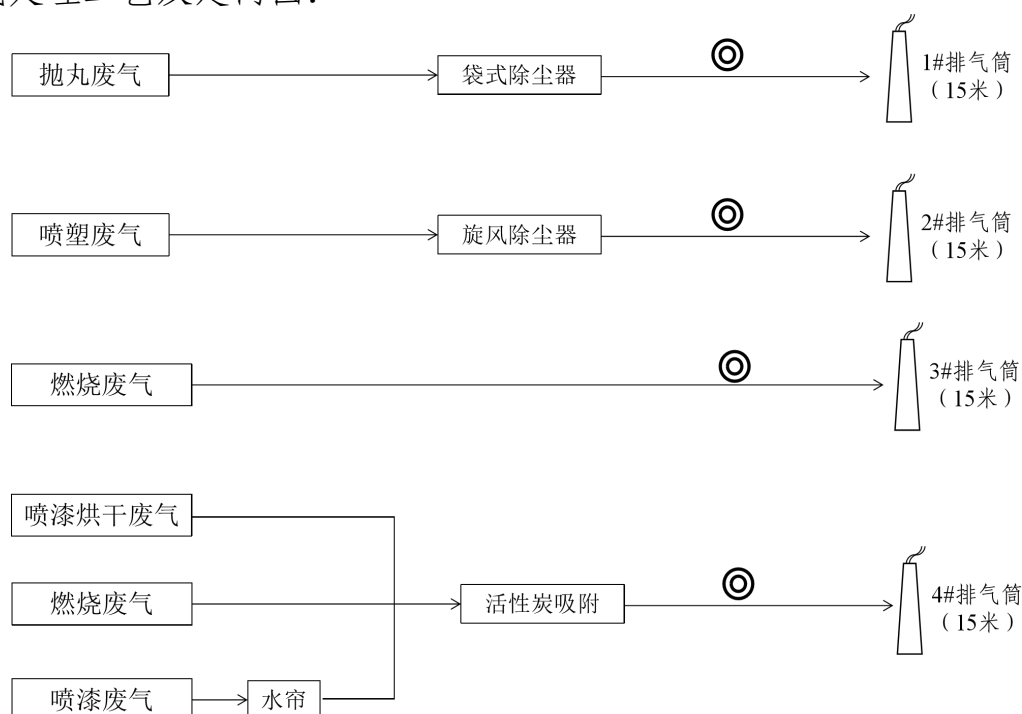 抛丸废气
袋式除尘器
1#排气筒
（15米）
喷塑废气
旋风除尘器
2#排气筒
（15米）
燃烧废气
3#排气筒
（15米）
喷漆烘干废气
燃烧废气
活性炭吸附
4#排气筒
（15米）
喷漆废气
水帘